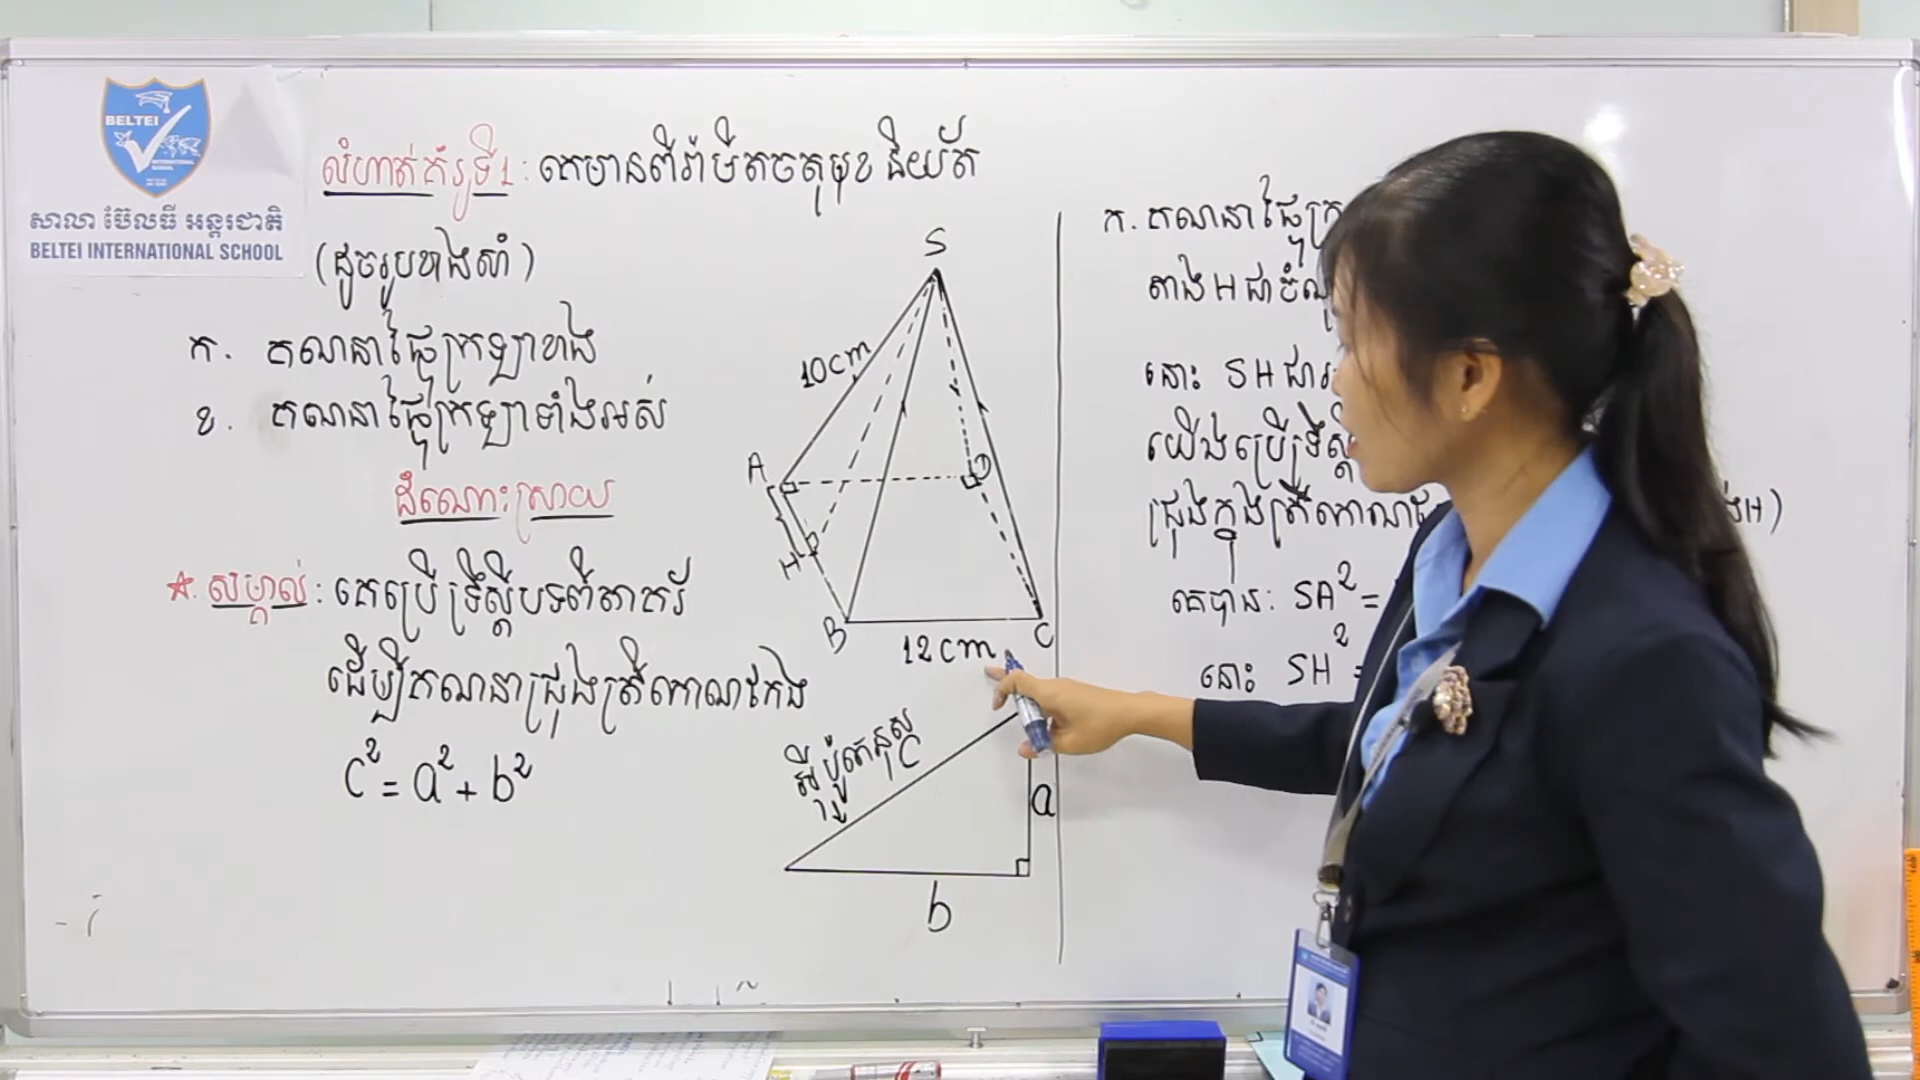 BELTEI
INTERNATIONAL
SCHOOL
សាលា ប៊ែលធី អន្តរជាតិ
BELTEI INTERNATIONAL SCHOOL
លំហាត់គំរូទី1 : គេមានពីរ៉ាមីតចតុមុខ និយ័ត
(ដូចរូបខាងស្តាំ)
ក. គណនាផ្ទៃក្រឡាខាង
ខ. គណនាផ្ទៃក្រឡាទាំងអស់
ដំណោះស្រាយ
* សម្គាល់ : គេប្រើទ្រឹស្តីបទពីតាគ័រ
ដើម្បីគណនាជ្រុងត្រីកោណកែង
c² = a² + b²
S
10cm
A
D
H
B
C
12cm
អ៊ីប៉ូតេនុស
c
a
b
ក. គណនាផ្ទៃក្រ
តាង H ជាចំណុ
នោះ SH ជា
យើងប្រើទ្រឹស្តី
ជ្រុងក្នុងត្រីកោណ H)
គេបាន: SA² =
នោះ SH² =